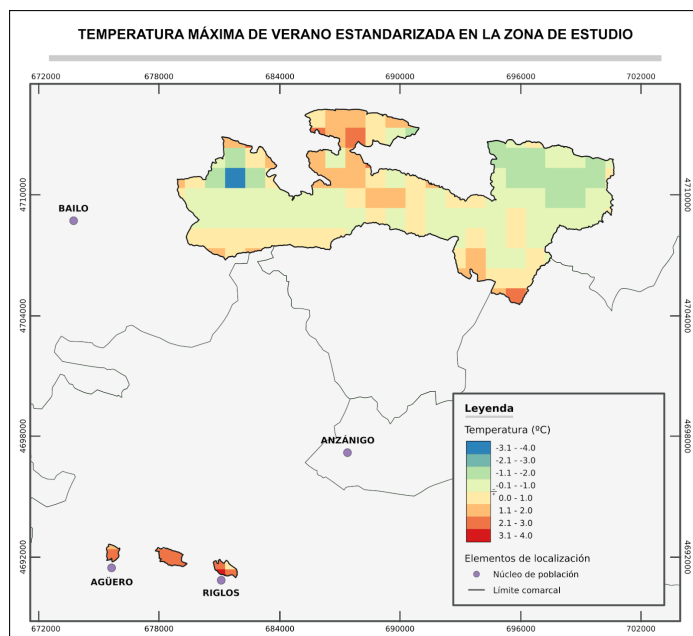 TEMPERATURA MÁXIMA DE VERANO ESTANDARIZADA EN LA ZONA DE ESTUDIO
672000 678000 684000 690000 696000 702000
4710000 4710000
BAILO
4704000 4704000
4698000 4698000
ANZÁNIGO
4692000 4692000
AGÜERO
RIGLOS
Leyenda
Temperatura (ºC)
-3.1 - -4.0
-2.1 - -3.0
-1.1 - -2.0
-0.1 - -1.0
0.0 - 1.0
1.1 - 2.0
2.1 - 3.0
3.1 - 4.0
Elementos de localización
Núcleo de población
Límite comarcal
672000 678000 684000 690000 696000 702000